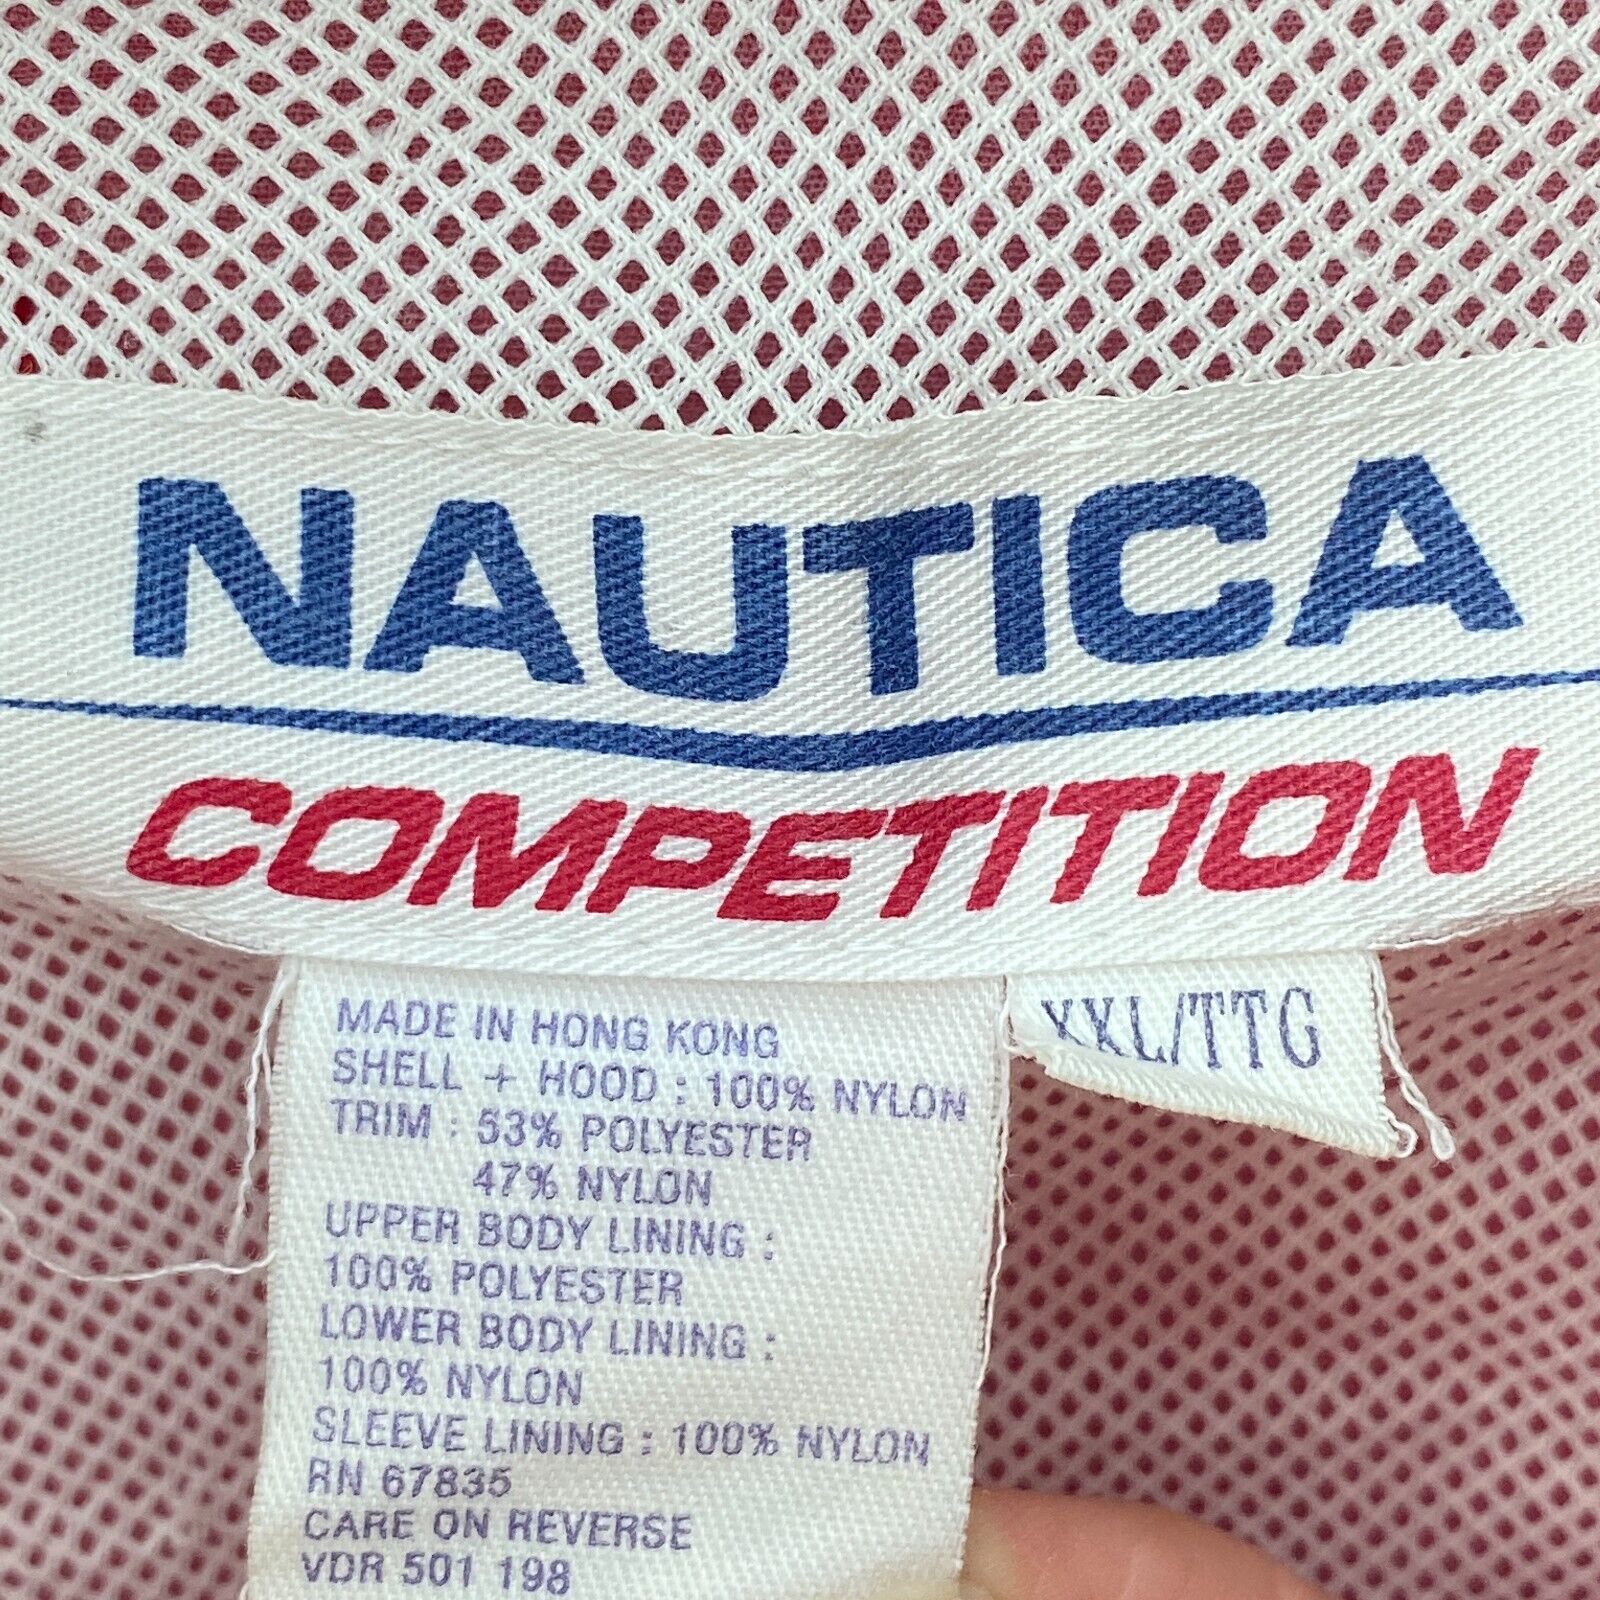 NAUTICA
COMPETITION
XXL/TTG
MADE IN HONG KONG
SHELL + HOOD : 100% NYLON
TRIM : 53% POLYESTER
47% NYLON
UPPER BODY LINING :
100% POLYESTER
LOWER BODY LINING :
100% NYLON
SLEEVE LINING : 100% NYLON
RN 67835
CARE ON REVERSE
VDR 501 198